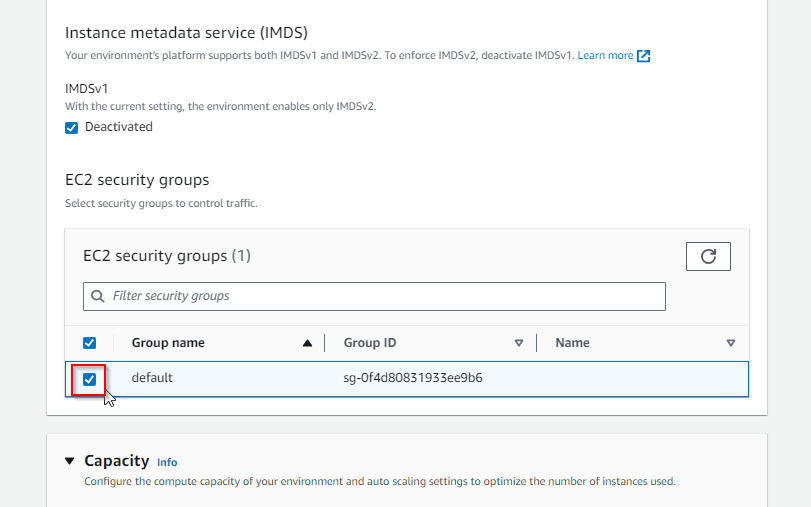 Instance metadata service (IMDS)
Your environment's platform supports both IMDSv1 and IMDSv2. To enforce IMDSv2, deactivate IMDSv1. Learn more
IMDSv1
With the current setting, the environment enables only IMDSv2.
Deactivated
EC2 security groups
Select security groups to control traffic.
EC2 security groups (1)
Filter security groups
Group name Group ID Name
default sg-0f4d80831933ee9b6
Capacity Info
Configure the compute capacity of your environment and auto scaling settings to optimize the number of instances used.